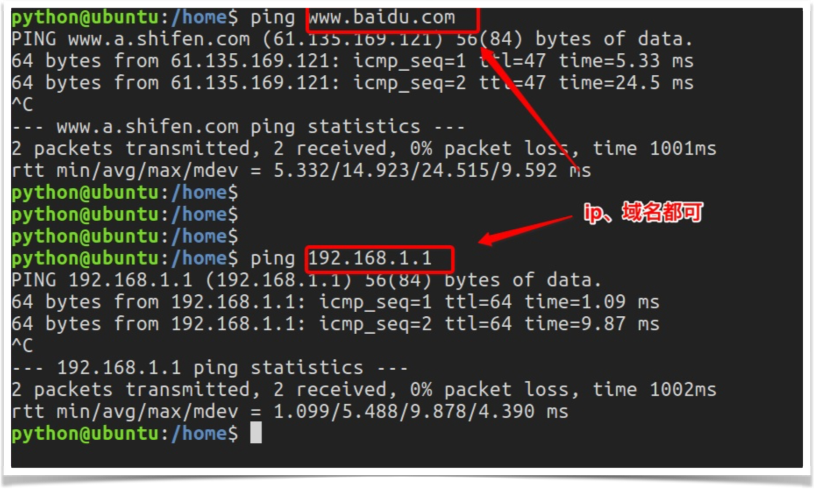 python@ubuntu:/home$ ping www.baidu.com
PING www.a.shifen.com (61.135.169.121) 56(84) bytes of data.
64 bytes from 61.135.169.121: icmp_seq=1 ttl=47 time=5.33 ms
64 bytes from 61.135.169.121: icmp_seq=2 ttl=47 time=24.5 ms
^C
--- www.a.shifen.com ping statistics ---
2 packets transmitted, 2 received, 0% packet loss, time 1001ms
rtt min/avg/max/mdev = 5.332/14.923/24.515/9.592 ms
python@ubuntu:/home$
python@ubuntu:/home$
ip、域名都可
python@ubuntu:/home$
python@ubuntu:/home$ ping 192.168.1.1
PING 192.168.1.1 (192.168.1.1) 56(84) bytes of data.
64 bytes from 192.168.1.1: icmp_seq=1 ttl=64 time=1.09 ms
64 bytes from 192.168.1.1: icmp_seq=2 ttl=64 time=9.87 ms
^C
--- 192.168.1.1 ping statistics ---
2 packets transmitted, 2 received, 0% packet loss, time 1002ms
rtt min/avg/max/mdev = 1.099/5.488/9.878/4.390 ms
python@ubuntu:/home$